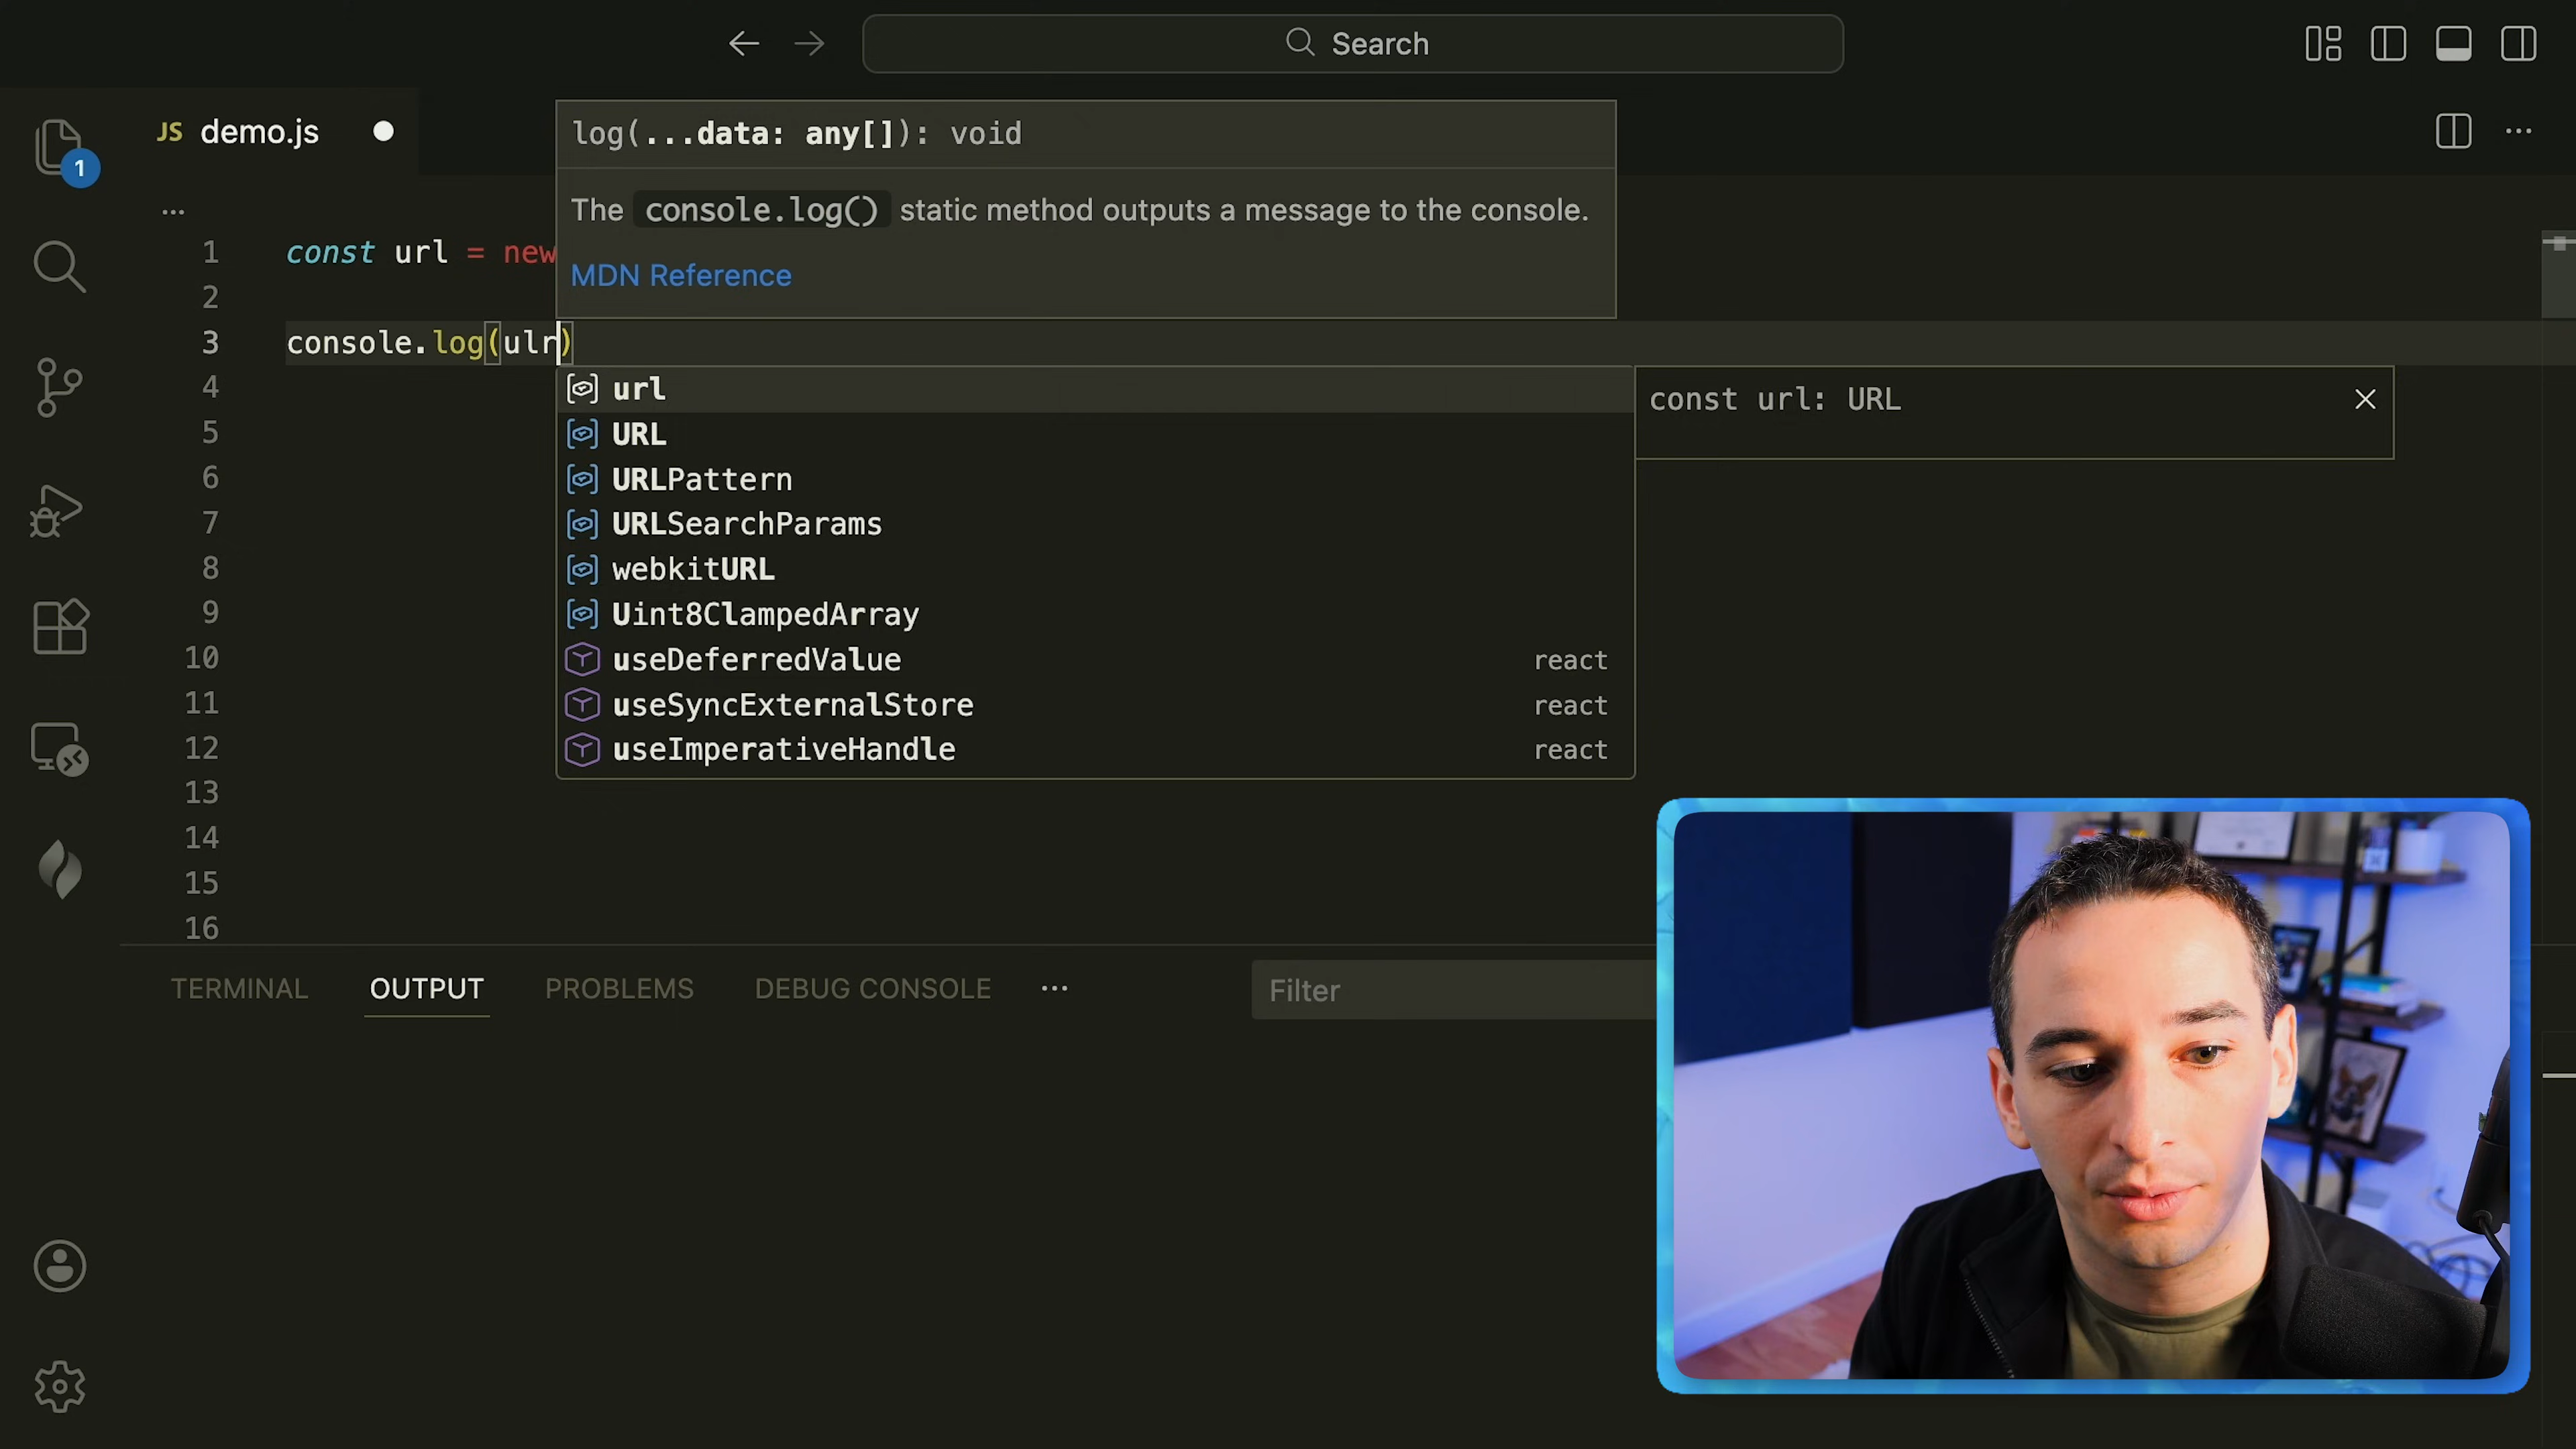 Search
JS demo.js
1
...
log(...data: any[]): void
The console.log() static method outputs a message to the console.
MDN Reference
1 const url = new
2
3 console.log(ulr)
4
5
6
7
8
9
10
11
12
13
14
15
16
url
URL
URLPattern
URLSearchParams
webkitURL
Uint8ClampedArray
useDeferredValue react
useSyncExternalStore react
useImperativeHandle react
const url: URL
TERMINAL OUTPUT PROBLEMS DEBUG CONSOLE ...
Filter